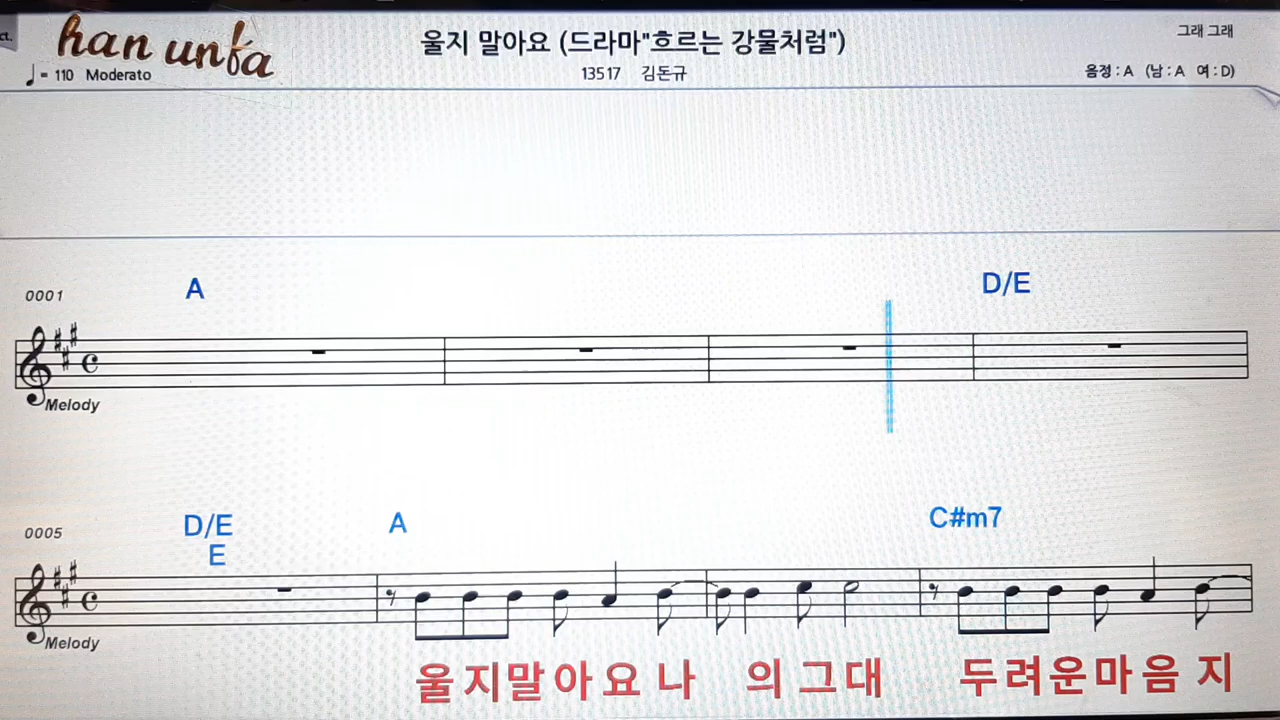 ct.
han unfa
울지 말아요 (드라마"흐르는 강물처럼")
그래 그래
= 110 Moderato
13517 김돈규
음정 : A (남 : A 여 : D)
A D/E
0001
Melody
D/E A C#m7
0005
E
Melody
울지말아요 나 의 그대 두려운마음 지